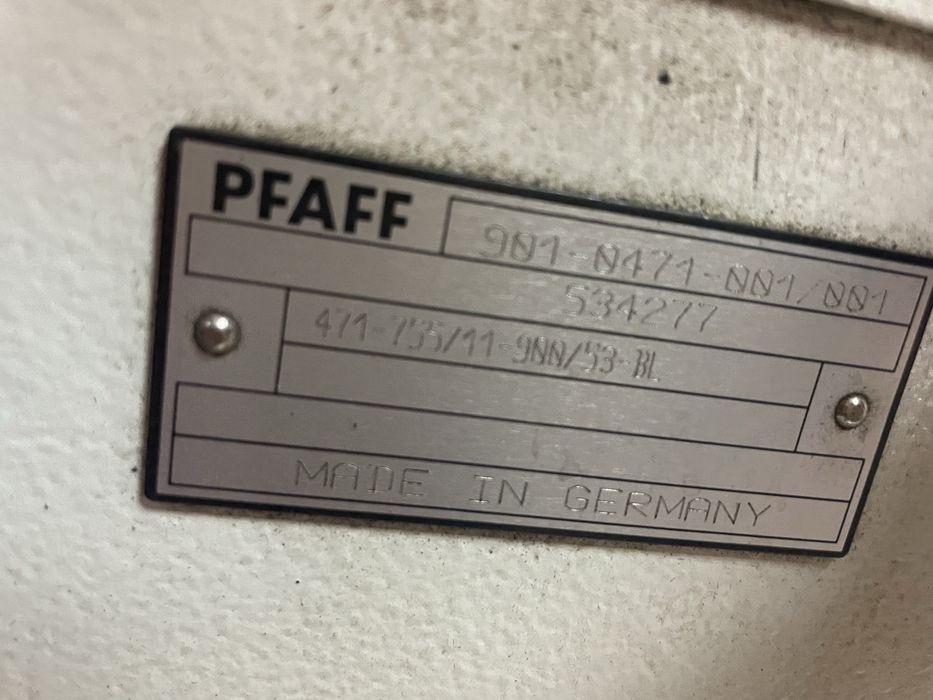 PFAFF
901-0471-001/001
534277
471-755/11-900/53-BL
MADE IN GERMANY